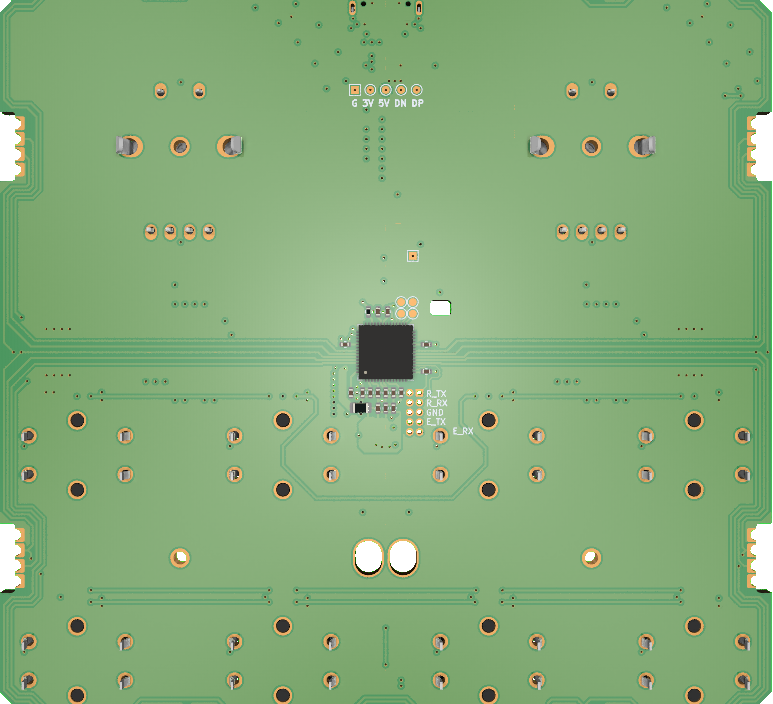 G 3V 5V DN DP
R_TX
R_RX
GND
E_TX
E_RX